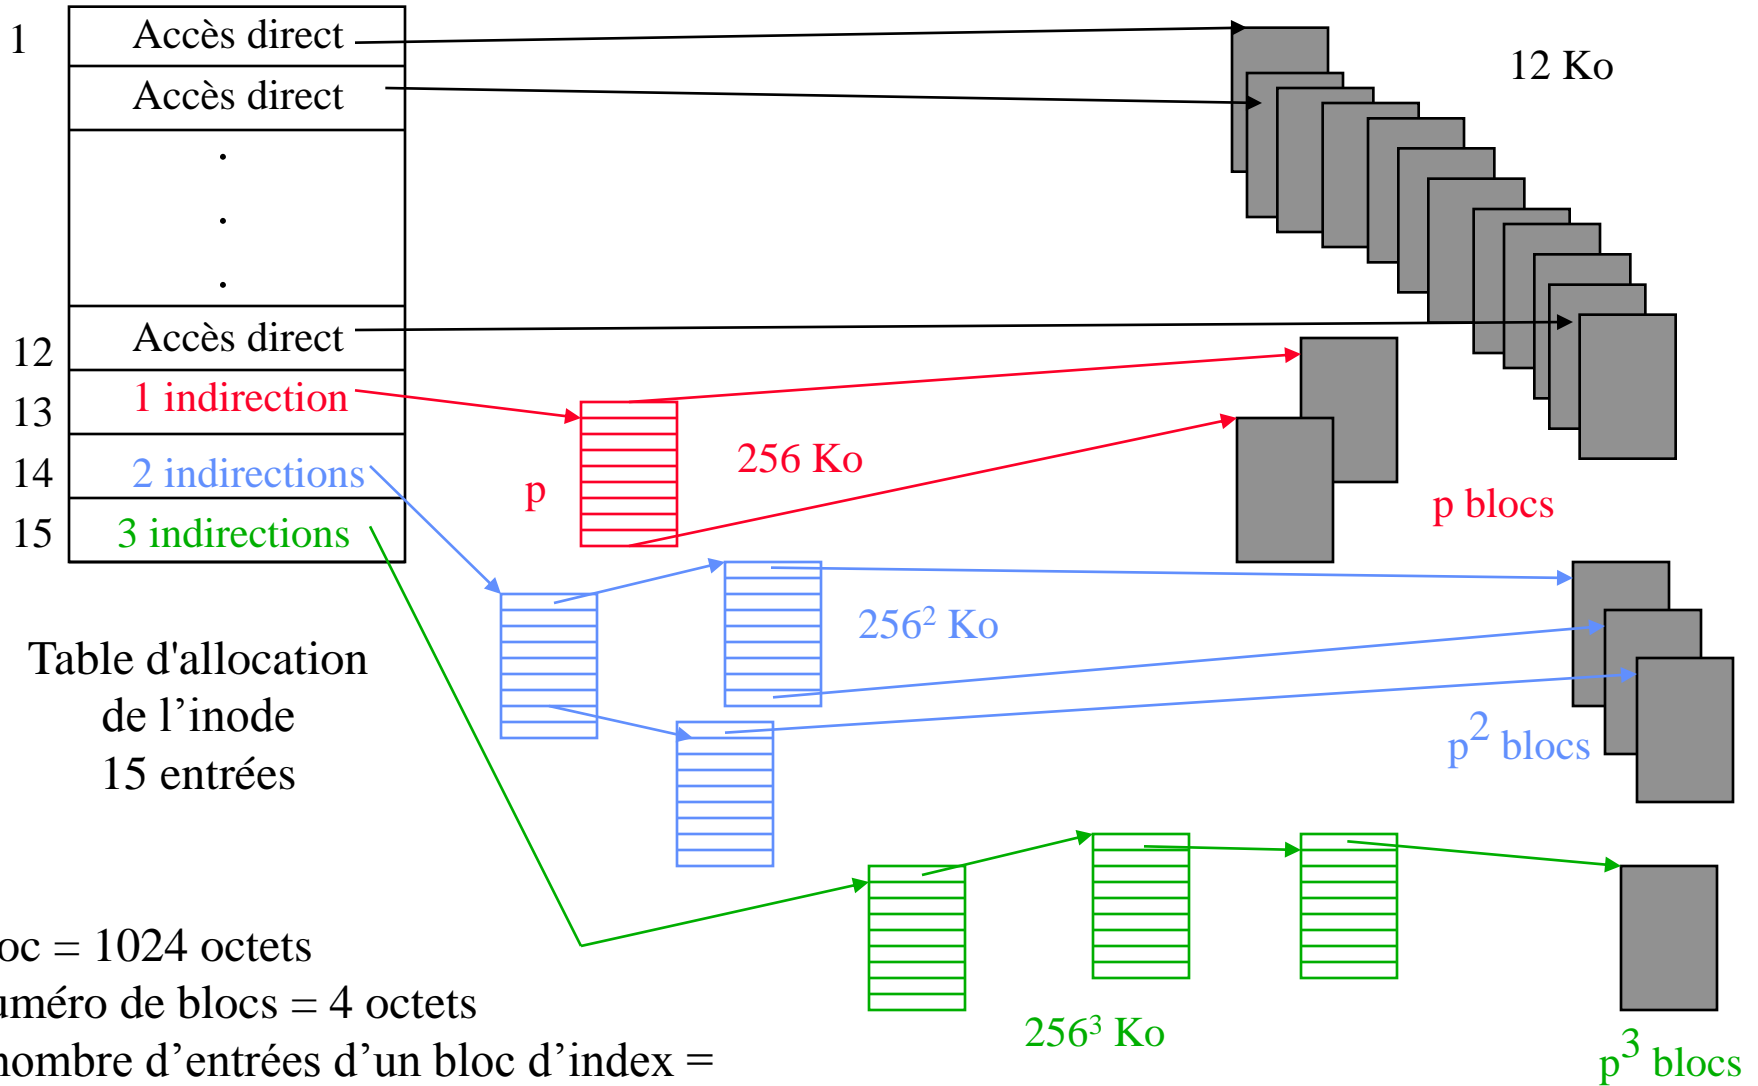 1 Accès direct
12 Ko
Accès direct
.
.
.
12 Accès direct
13 1 indirection
14 2 indirections
15 3 indirections
p
256 Ko
p blocs
256² Ko
p² blocs
Table d'allocation
de l’inode
15 entrées
256³ Ko
p³ blocs
oc = 1024 octets
uméro de blocs = 4 octets
nombre d’entrées d’un bloc d’index =